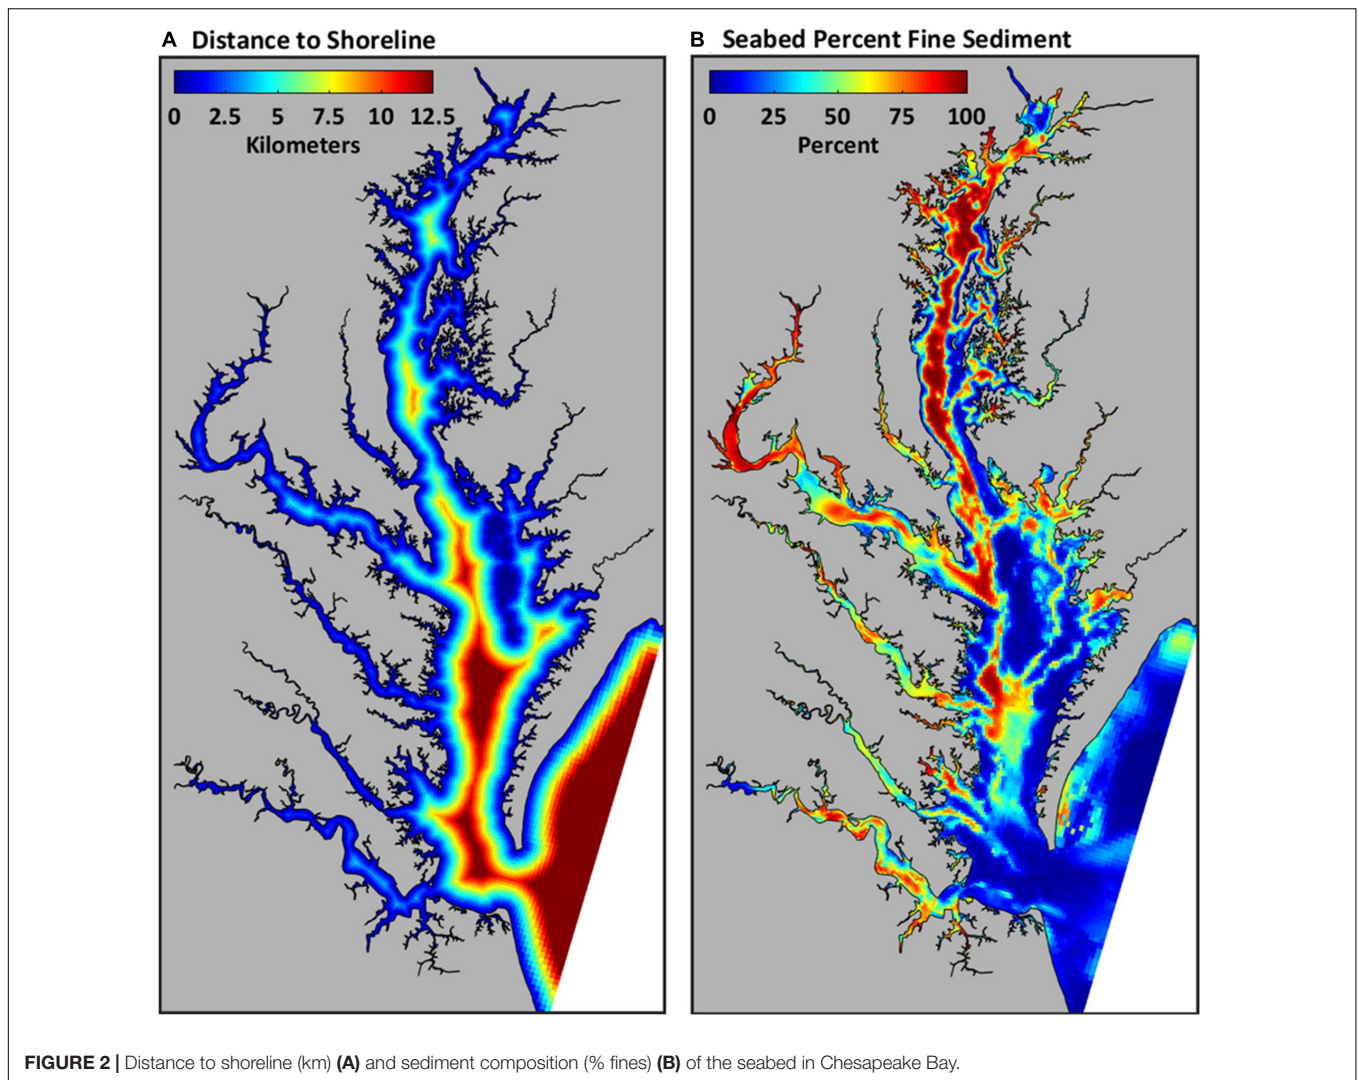 A Distance to Shoreline
0 2.5 5 7.5 10 12.5
Kilometers
B Seabed Percent Fine Sediment
0 25 50 75 100
Percent
FIGURE 2 | Distance to shoreline (km) (A) and sediment composition (% fines) (B) of the seabed in Chesapeake Bay.